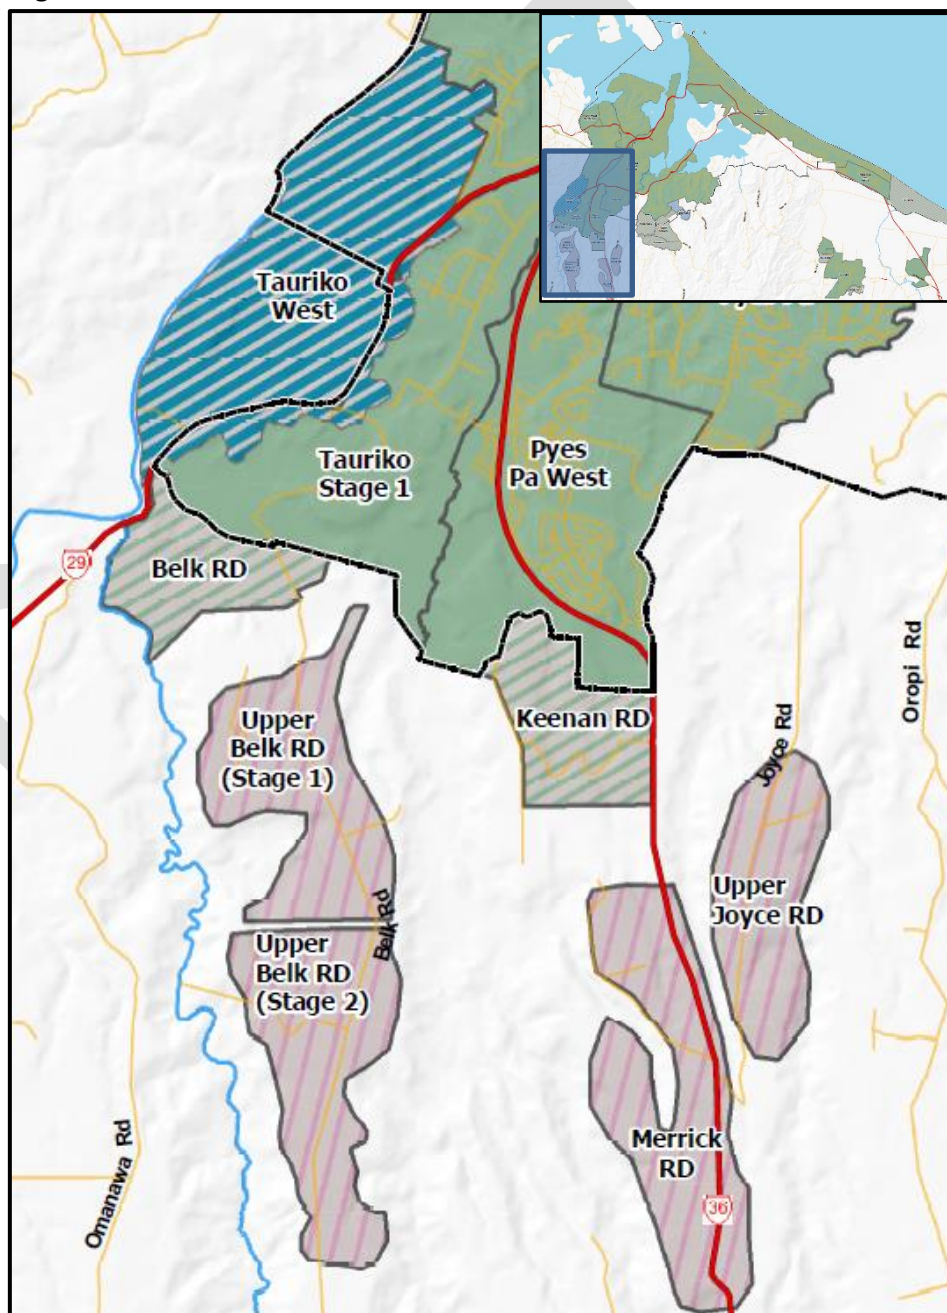 Tauriko
West
Tauriko
Stage 1
Pyes
Pa West
29
Belk RD
Keenan RD
Upper
Belk RD
(Stage 1)
Joyce Rd
Oropi Rd
Upper
Joyce RD
Belk Rd
Upper
Belk RD
(Stage 2)
Omanawa Rd
Merrick
RD
36